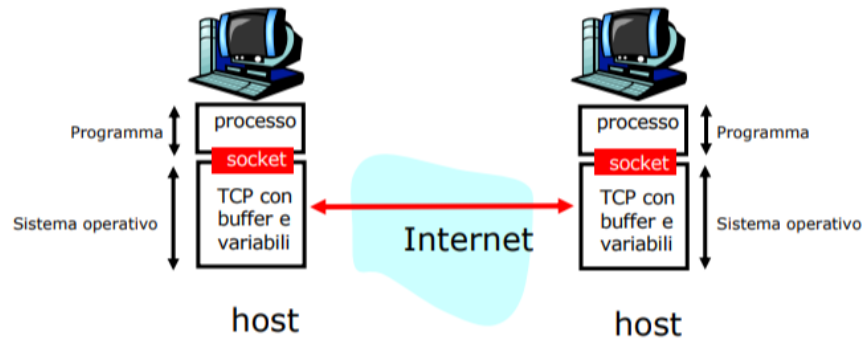 Programma
processo
socket
Sistema operativo
TCP con
buffer e
variabili
host
Internet
processo
Programma
socket
TCP con
buffer e
variabili
Sistema operativo
host